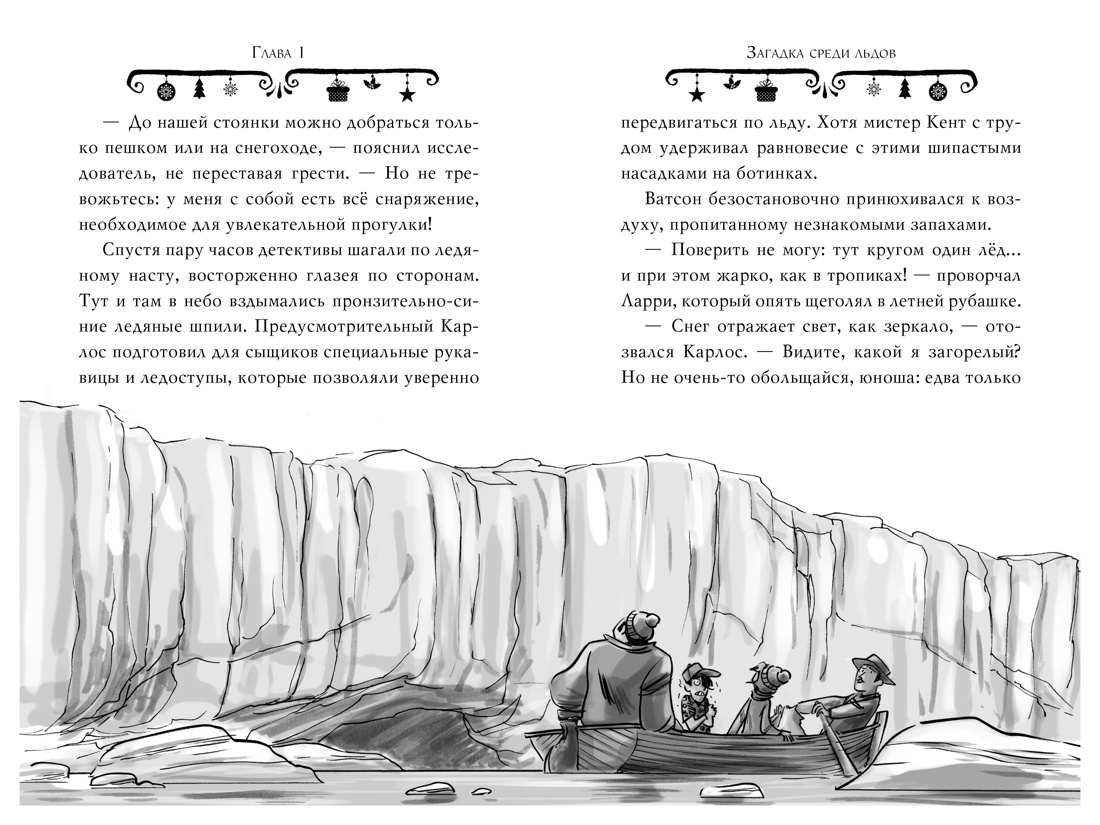 Глава 1
— До нашей стоянки можно добраться толь-
ко пешком или на снегоходе, — пояснил иссле-
дователь, не переставая грести. — Но не тре-
вожьтесь: у меня с собой есть всё снаряжение,
необходимое для увлекательной прогулки!
Спустя пару часов детективы шагали по ледя-
ному насту, восторженно глазея по сторонам.
Тут и там в небо вздымались пронзительно-си-
ние ледяные шпили. Предусмотрительный Кар-
лос подготовил для сыщиков специальные рука-
вицы и ледоступы, которые позволяли уверенно
Загадка среди льдов
передвигаться по льду. Хотя мистер Кент с тру-
дом удерживал равновесие с этими шипастыми
насадками на ботинках.
Ватсон безостановочно принюхивался к воз-
духу, пропитанному незнакомыми запахами.
— Поверить не могу: тут кругом один лёд...
и при этом жарко, как в тропиках! — проворчал
Ларри, который опять щеголял в летней рубашке.
— Снег отражает свет, как зеркало, — ото-
звался Карлос. — Видите, какой я загорелый?
Но не очень-то обольщайся, юноша: едва только